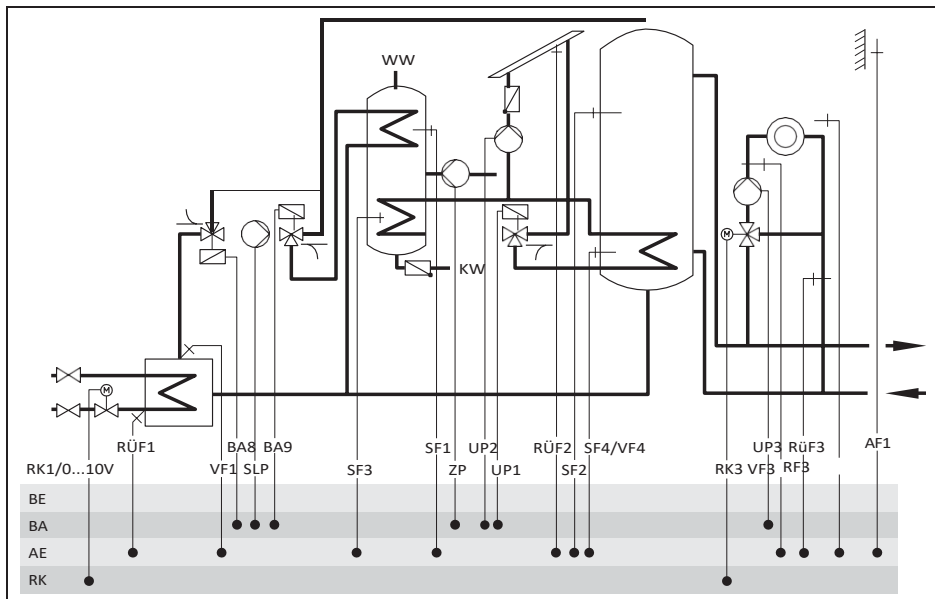 WW
KW
M
M
RÜF1
BA8
BA9
SF1
UP2
RÜF2
SF4/VF4
UP3
RüF3
AF1
RK1/0...10V
VF1
SLP
SF3
ZP
UP1
SF2
RK3
VF3
RF3
BE
BA
AE
RK